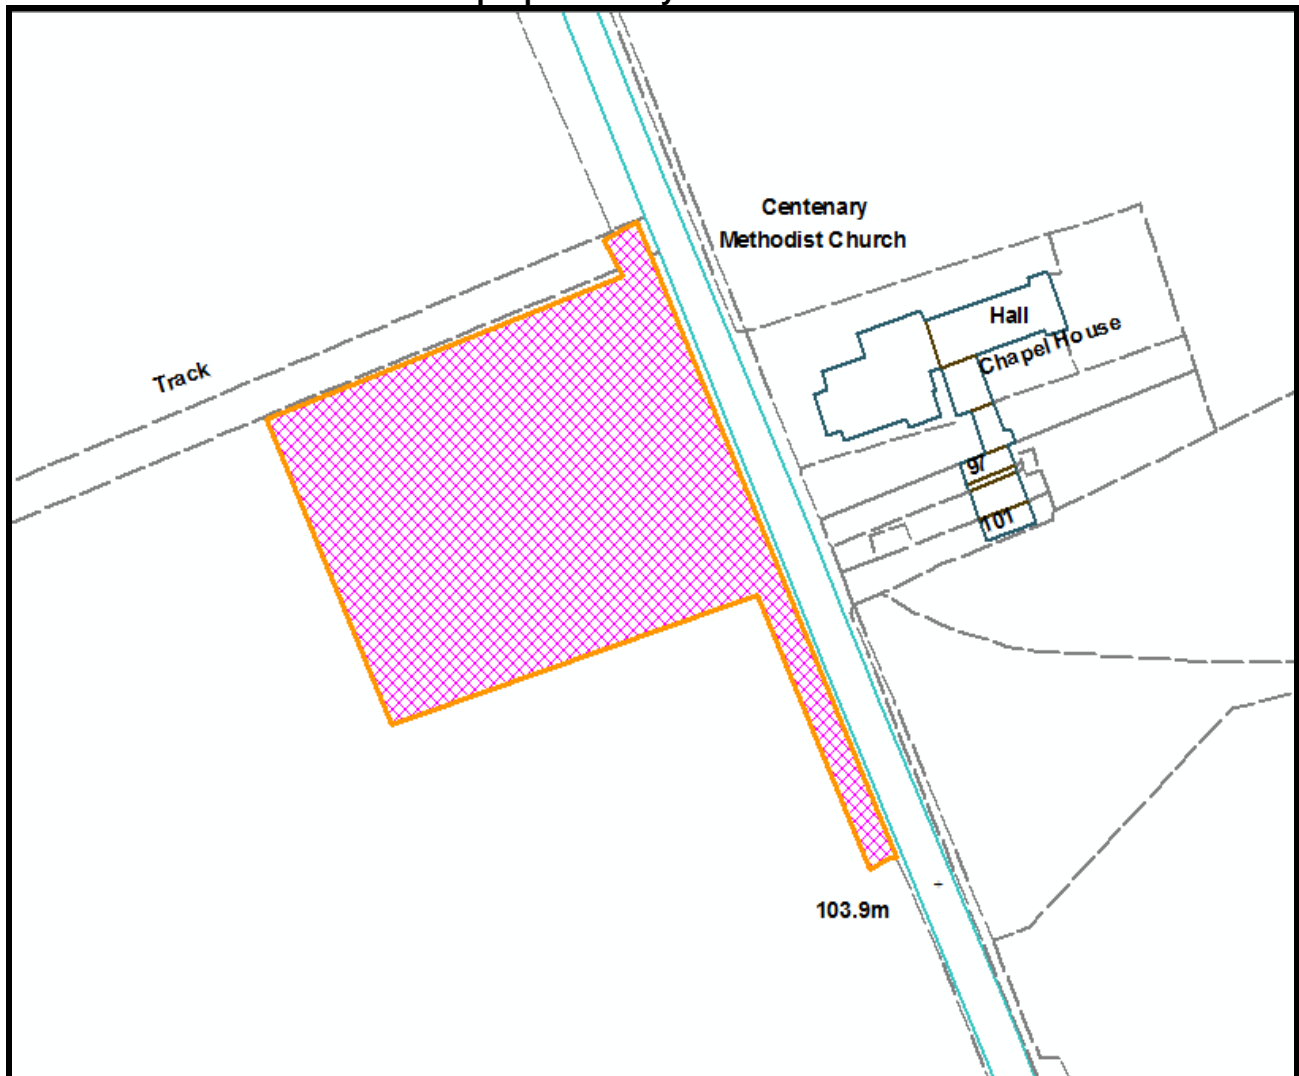 Centenary
Methodist Church
Hall
Chapel House
Track
97
101
103.9m